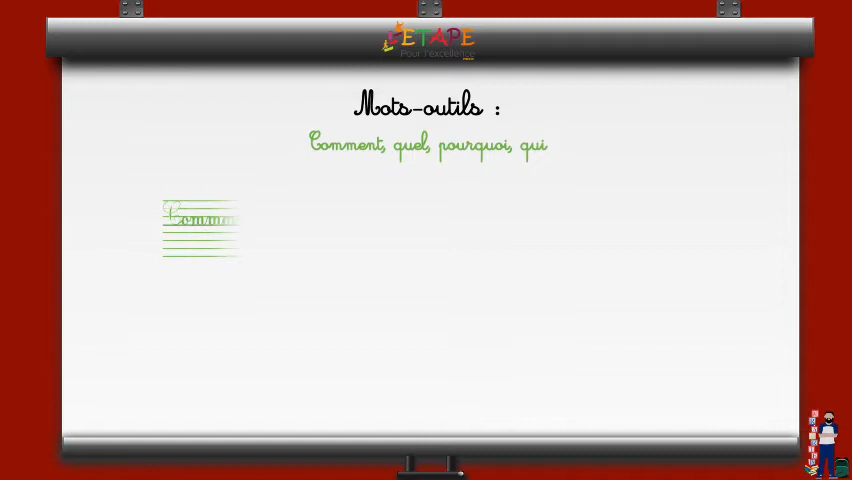 ETAPE
Pour l'excellence
Mots-outils :
Comment, quel, pourquoi, qui